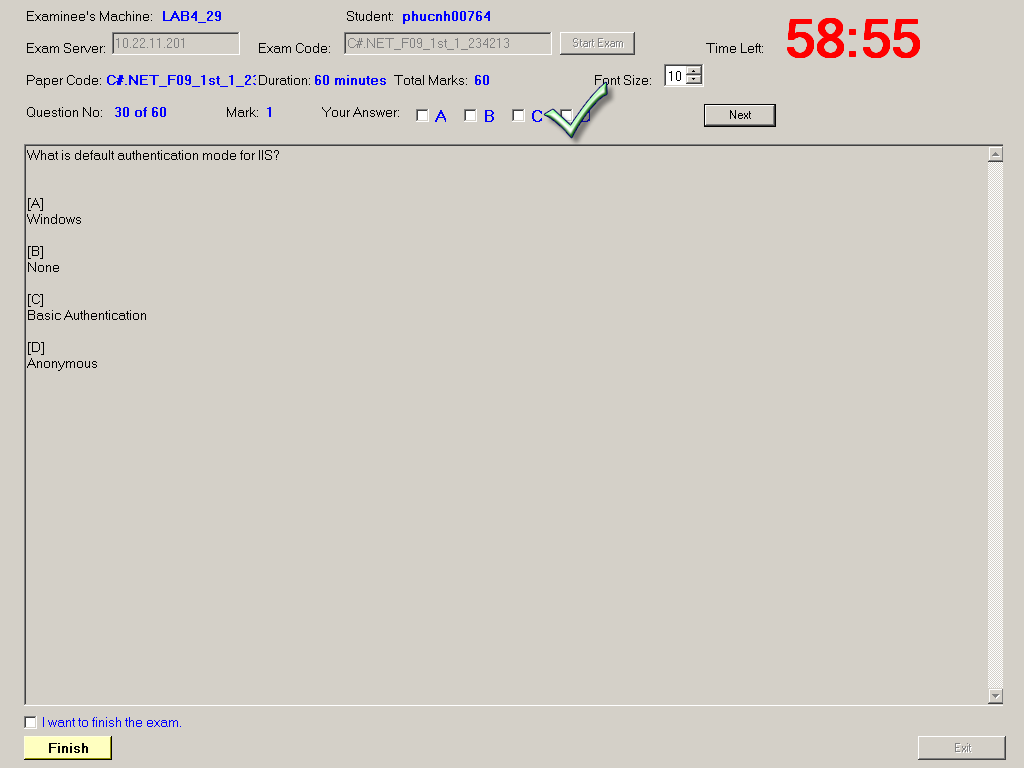 Examinee's Machine: LAB4_29 Student: phucnh00764
Exam Server: 10.22.11.201 Exam Code: C#.NET_F09_1st_1_234213 Start Exam Time Left: 58:55
Paper Code: C#.NET_F09_1st_1_23 Duration: 60 minutes Total Marks: 60 Font Size: 10
Question No: 30 of 60 Mark: 1 Your Answer: A B C Next
What is default authentication mode for IIS?
[A]
Windows
[B]
None
[C]
Basic Authentication
[D]
Anonymous
I want to finish the exam.
Finish Exit